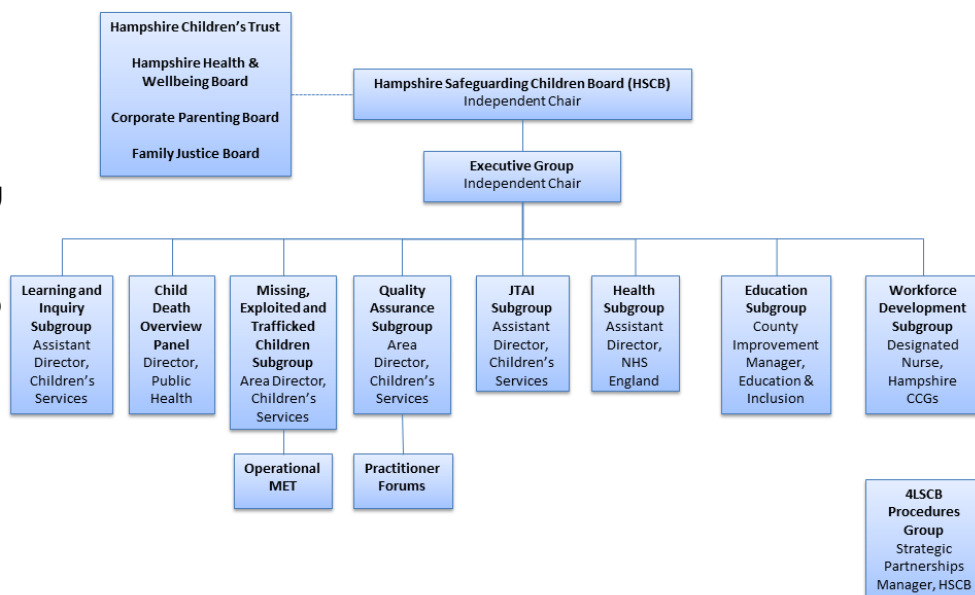 Hampshire Children's Trust
Hampshire Health &
Wellbeing Board
Corporate Parenting Board
Family Justice Board
Hampshire Safeguarding Children Board (HSCB)
Independent Chair
Executive Group
Independent Chair
Learning and
Inquiry
Subgroup
Assistant
Director,
Children's
Services
Child
Death
Overview
Panel
Director,
Public
Health
Missing,
Exploited and
Trafficked
Children
Subgroup
Area Director,
Children's
Services
Quality
Assurance
Subgroup
Area
Director,
Children's
Services
JTAI
Subgroup
Assistant
Director,
Children's
Services
Health
Subgroup
Assistant
Director,
NHS
England
Education
Subgroup
County
Improvement
Manager,
Education &
Inclusion
Workforce
Development
Subgroup
Designated
Nurse,
Hampshire
CCGs
Operational
MET
Practitioner
Forums
4LSCB
Procedures
Group
Strategic
Partnerships
Manager, HSCB